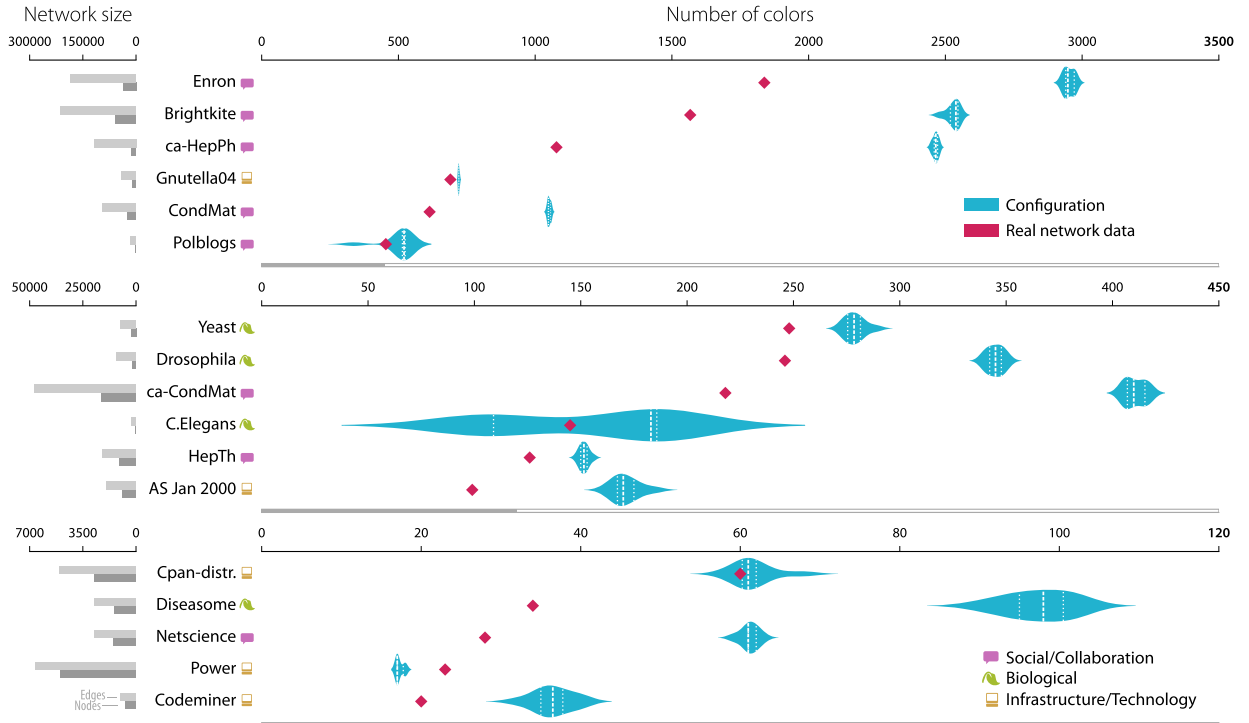 Network size
Number of colors
300000 150000 0
0 500 1000 1500 2000 2500 3000 3500
Enron
Brightkite
ca-HepPh
Gnutella04
CondMat
Configuration
Real network data
Polblogs
50000 25000 0
0 50 100 150 200 250 300 350 400 450
Yeast
Drosophila
ca-CondMat
C.Elegans
HepTh
AS Jan 2000
7000 3500 0
0 20 40 60 80 100 120
Cpan-distr.
Diseasome
Netscience
Power
Codeminer
Edges
Nodes
Social/Collaboration
Biological
Infrastructure/Technology